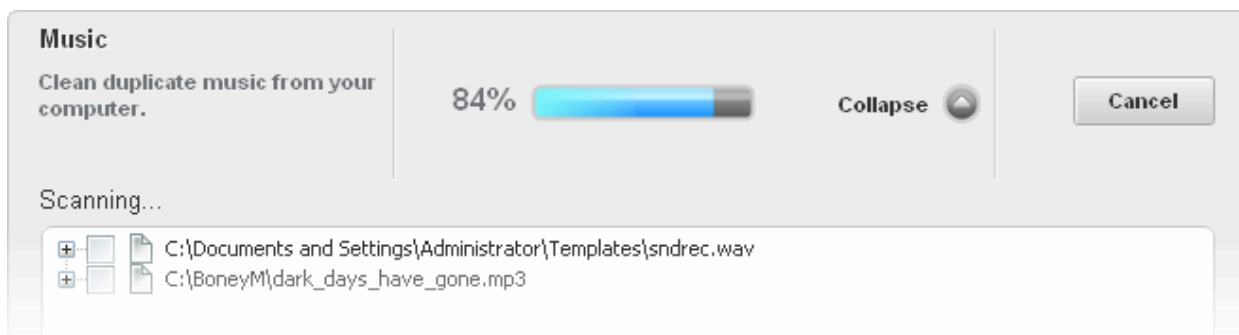 Music
Clean duplicate music from your
computer.
84%
Collapse
Cancel
Scanning...
C:\Documents and Settings\Administrator\Templates\sndrec.wav
C:\BoneyM\dark_days_have_gone.mp3